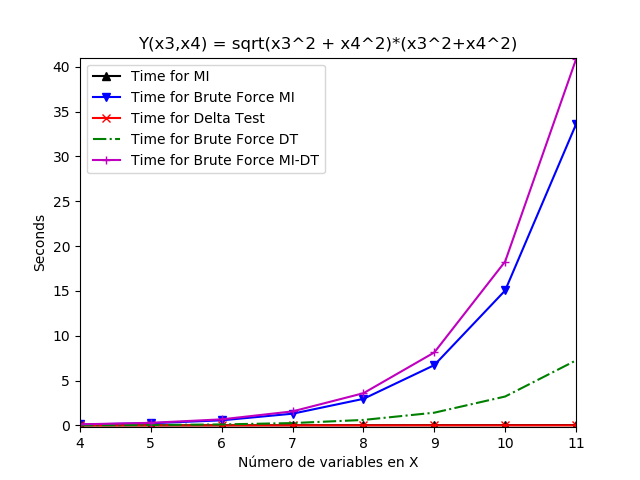 Y(x3,x4) = sqrt(x3^2 + x4^2)*(x3^2+x4^2)
Time for MI
Time for Brute Force MI
Time for Delta Test
Time for Brute Force DT
Time for Brute Force MI-DT
Seconds
40
35
30
25
20
15
10
5
0
4 5 6 7 8 9 10 11
Número de variables en X